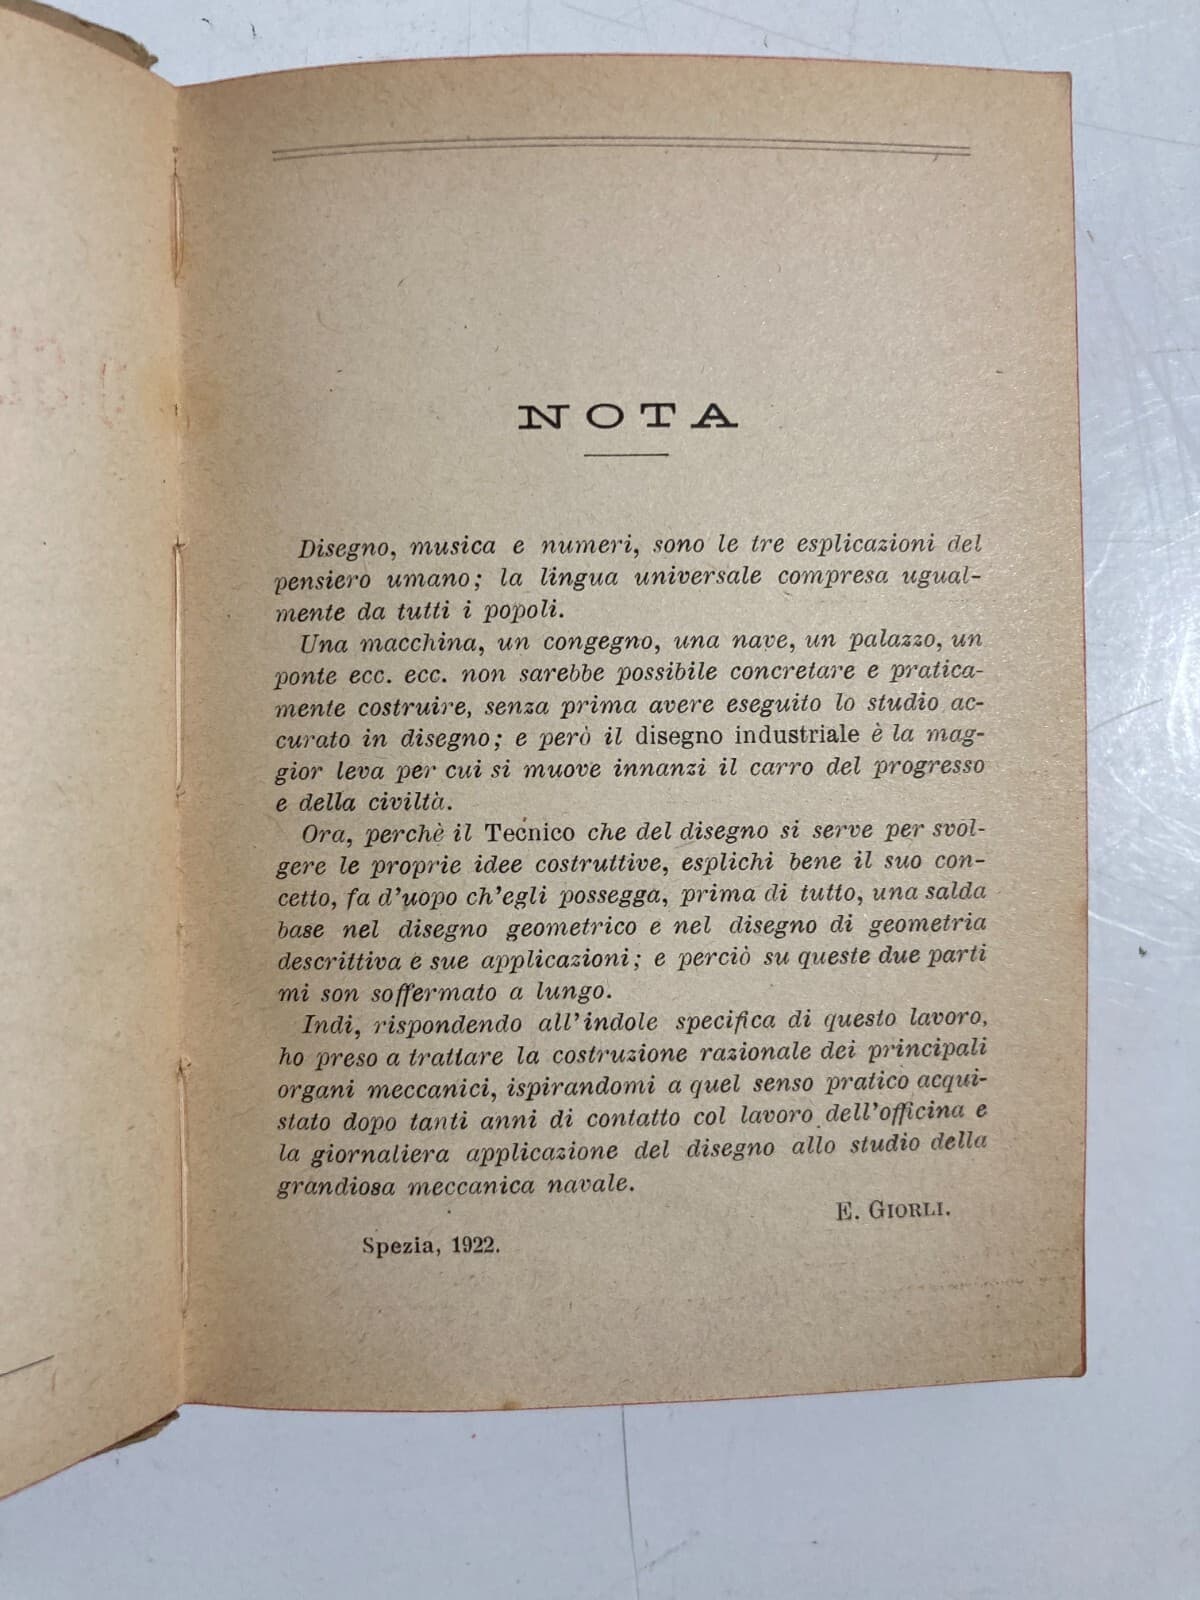 NOTA
Disegno, musica e numeri, sono le tre esplicazioni del
pensiero umano; la lingua universale compresa ugual-
mente da tutti i popoli.
Una macchina, un congegno, una nave, un palazzo, un
ponte ecc. ecc. non sarebbe possibile concretare e pratica-
mente costruire, senza prima avere eseguito lo studio ac-
curato in disegno; e però il disegno industriale è la mag-
gior leva per cui si muove innanzi il carro del progresso
e della civiltà.
Ora, perchè il Tecnico che del disegno si serve per svol-
gere le proprie idee costruttive, esplichi bene il suo con-
cetto, fa d'uopo ch'egli possegga, prima di tutto, una salda
base nel disegno geometrico e nel disegno di geometria
descrittiva e sue applicazioni; e perciò su queste due parti
mi son soffermato a lungo.
Indi, rispondendo all'indole specifica di questo lavoro,
ho preso a trattare la costruzione razionale dei principali
organi meccanici, ispirandomi a quel senso pratico acqui-
stato dopo tanti anni di contatto col lavoro dell'officina e
la giornaliera applicazione del disegno allo studio della
grandiosa meccanica navale.
E. GIORLI.
Spezia, 1922.